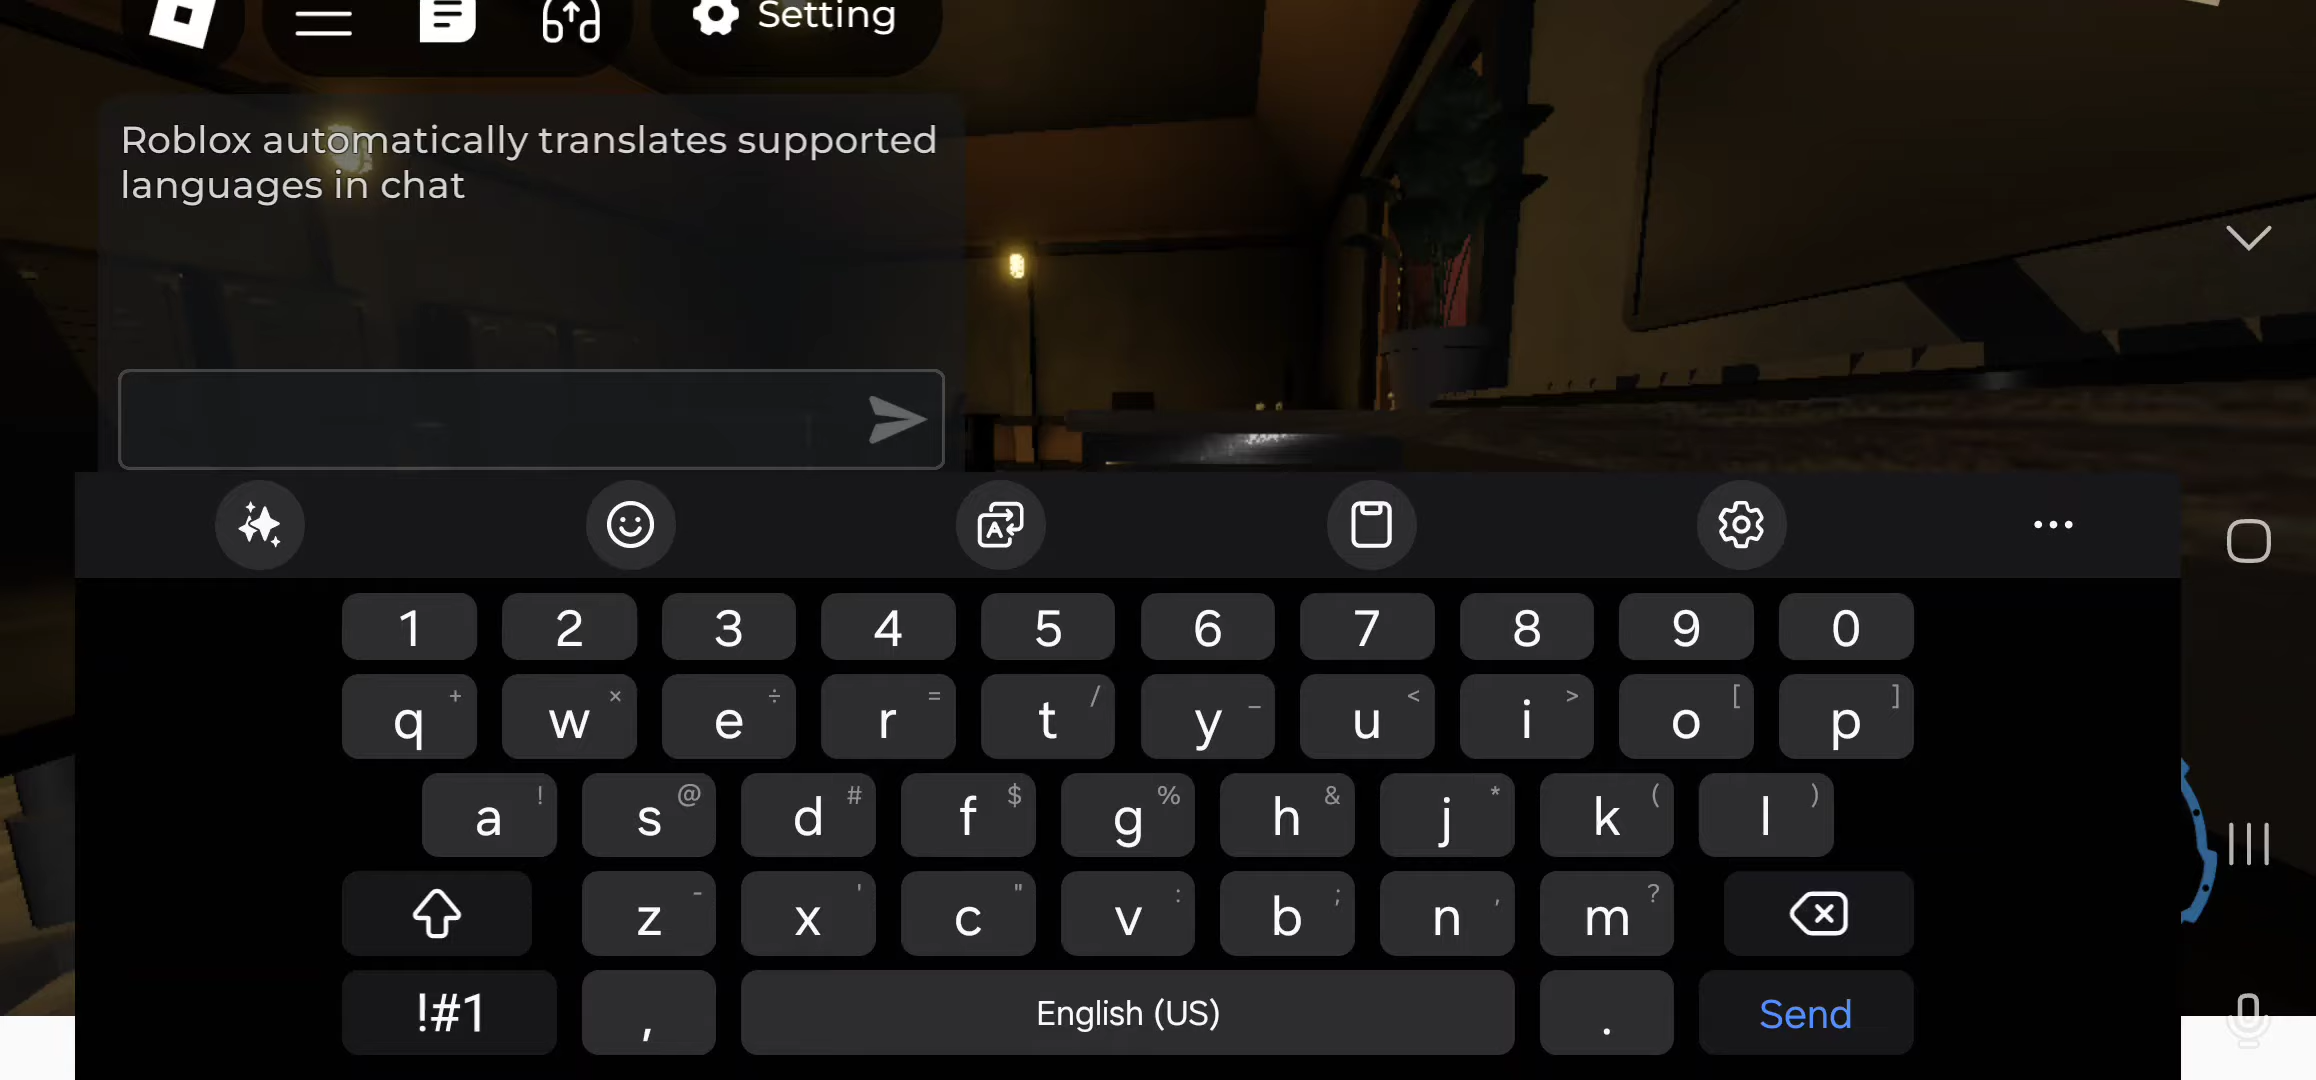 Setting
Roblox automatically translates supported
languages in chat
1 2 3 4 5 6 7 8 9 0
q + w × e ÷ r = t / y _ u < i > o [ p ]
a ! s @ d # f $ g % h & j * k ( l )
z - x ' c " v : b ; n , m ?
!#1 , English (US) . Send